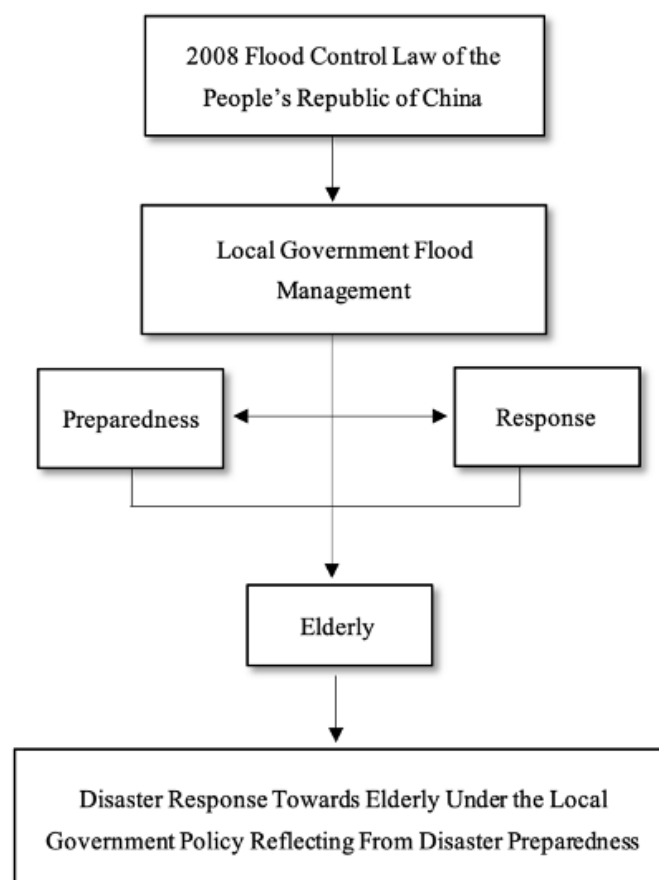 2008 Flood Control Law of the
People’s Republic of China
Local Government Flood
Management
Preparedness
Response
Elderly
Disaster Response Towards Elderly Under the Local
Government Policy Reflecting From Disaster Preparedness